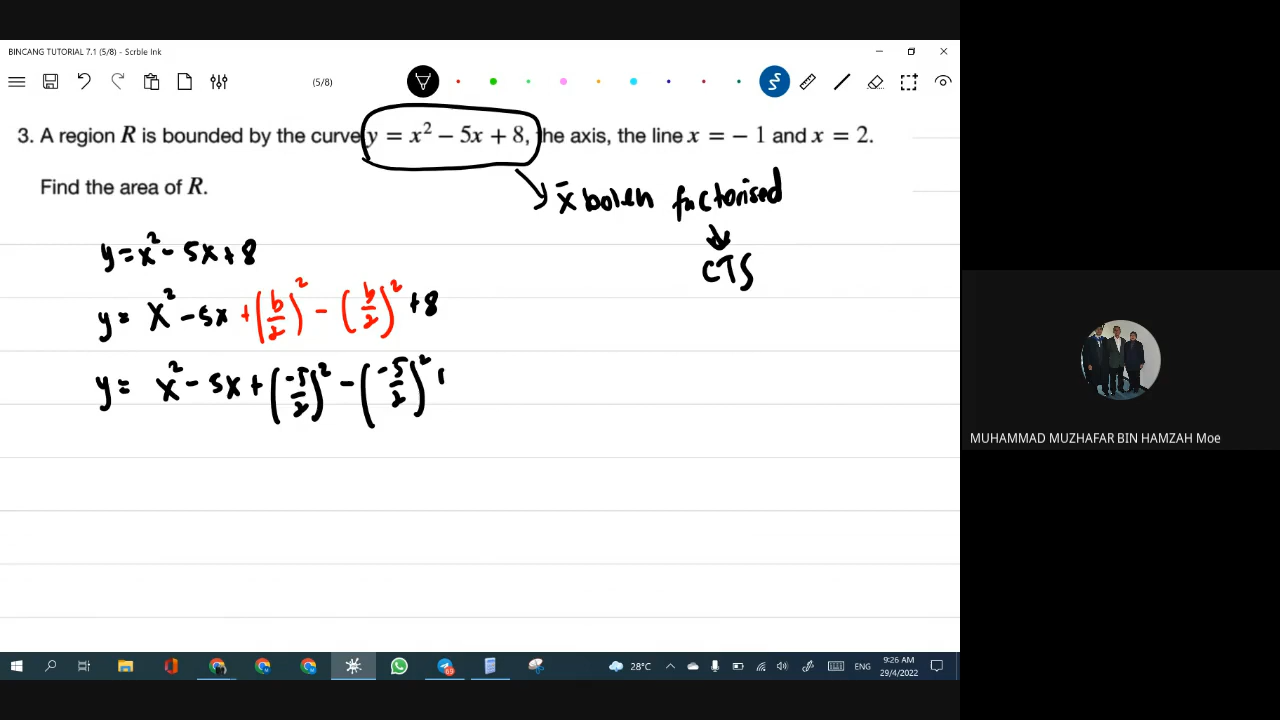 BINCANG TUTORIAL 7.1 (5/8) - Scrble Ink
(5/8)
3. A region R is bounded by the curve y = x² − 5x + 8, the axis, the line x = − 1 and x = 2.
Find the area of R.
x̄ boleh factorised
CTS
y = x² - 5x + 8
y = x² - 5x + (b/2)² - (b/2)² + 8
y = x² - 5x + (-5/2)² - (-5/2)²
MUHAMMAD MUZHAFAR BIN HAMZAH Moe
69
28°C
ENG
9:26 AM
29/4/2022